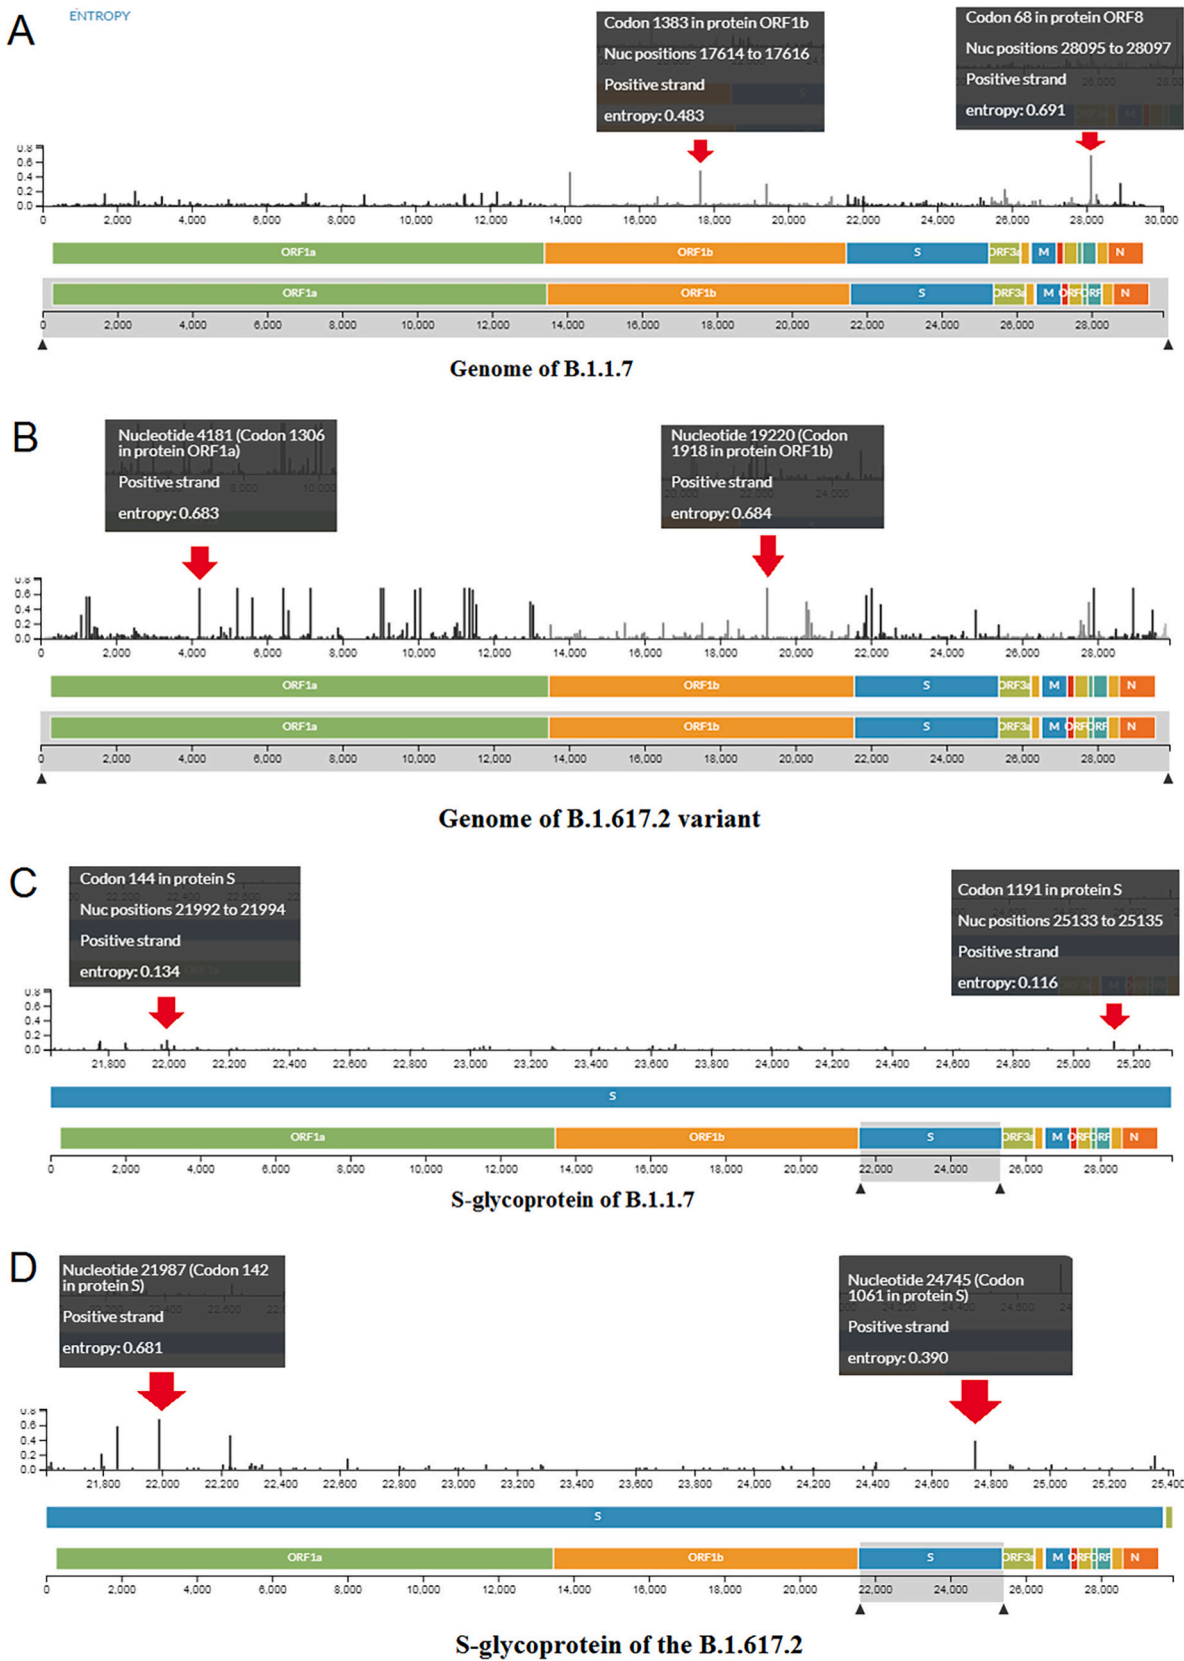 A
ENTROPY
Codon 1383 in protein ORF1b
Nuc positions 17614 to 17616
Positive strand
entropy: 0.483
Codon 68 in protein ORF8
Nuc positions 28095 to 28097
Positive strand
entropy: 0.691
0.8
0.6
0.4
0.2
0.0
0 2,000 4,000 6,000 8,000 10,000 12,000 14,000 16,000 18,000 20,000 22,000 24,000 26,000 28,000 30,000
ORF1a ORF1b S ORF3a M N
ORF1a ORF1b S ORF3a M ORF ORF N
0 2,000 4,000 6,000 8,000 10,000 12,000 14,000 16,000 18,000 20,000 22,000 24,000 26,000 28,000
Genome of B.1.1.7
B
Nucleotide 4181 (Codon 1306
in protein ORF1a)
Positive strand
entropy: 0.683
Nucleotide 19220 (Codon
1918 in protein ORF1b)
Positive strand
entropy: 0.684
0.8
0.6
0.4
0.2
0.0
0 2,000 4,000 6,000 8,000 10,000 12,000 14,000 16,000 18,000 20,000 22,000 24,000 26,000 28,000
ORF1a ORF1b S ORF3a M N
ORF1a ORF1b S ORF3a M ORF ORF N
0 2,000 4,000 6,000 8,000 10,000 12,000 14,000 16,000 18,000 20,000 22,000 24,000 26,000 28,000
Genome of B.1.617.2 variant
C
Codon 144 in protein S
Nuc positions 21992 to 21994
Positive strand
entropy: 0.134
Codon 1191 in protein S
Nuc positions 25133 to 25135
Positive strand
entropy: 0.116
0.8
0.6
0.4
0.2
0.0
21,800 22,000 22,200 22,400 22,600 22,800 23,000 23,200 23,400 23,600 23,800 24,000 24,200 24,400 24,600 24,800 25,000 25,200
S
ORF1a ORF1b S ORF3a M ORF ORF N
0 2,000 4,000 6,000 8,000 10,000 12,000 14,000 16,000 18,000 20,000 22,000 24,000 26,000 28,000
S-glycoprotein of B.1.1.7
D
Nucleotide 21987 (Codon 142
in protein S)
Positive strand
entropy: 0.681
Nucleotide 24745 (Codon
1061 in protein S)
Positive strand
entropy: 0.390
0.8
0.6
0.4
0.2
0.0
21,800 22,000 22,200 22,400 22,600 22,800 23,000 23,200 23,400 23,600 23,800 24,000 24,200 24,400 24,600 24,800 25,000 25,200 25,400
S
ORF1a ORF1b S ORF3a M ORF ORF N
0 2,000 4,000 6,000 8,000 10,000 12,000 14,000 16,000 18,000 20,000 22,000 24,000 26,000 28,000
S-glycoprotein of the B.1.617.2